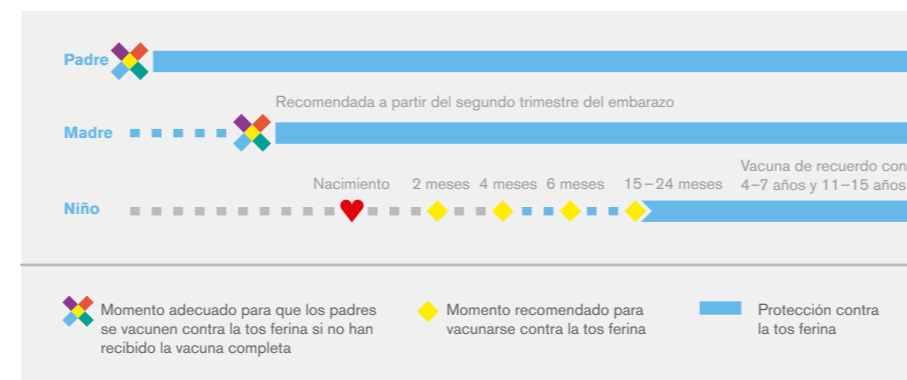 Padre
Recomendada a partir del segundo trimestre del embarazo
Madre
Vacuna de recuerdo con
Nacimiento 2 meses 4 meses 6 meses 15–24 meses 4–7 años y 11–15 años
Niño
Momento adecuado para que los padres
se vacunen contra la tos ferina si no han
recibido la vacuna completa
Momento recomendado para
vacunarse contra la tos ferina
Protección contra
la tos ferina